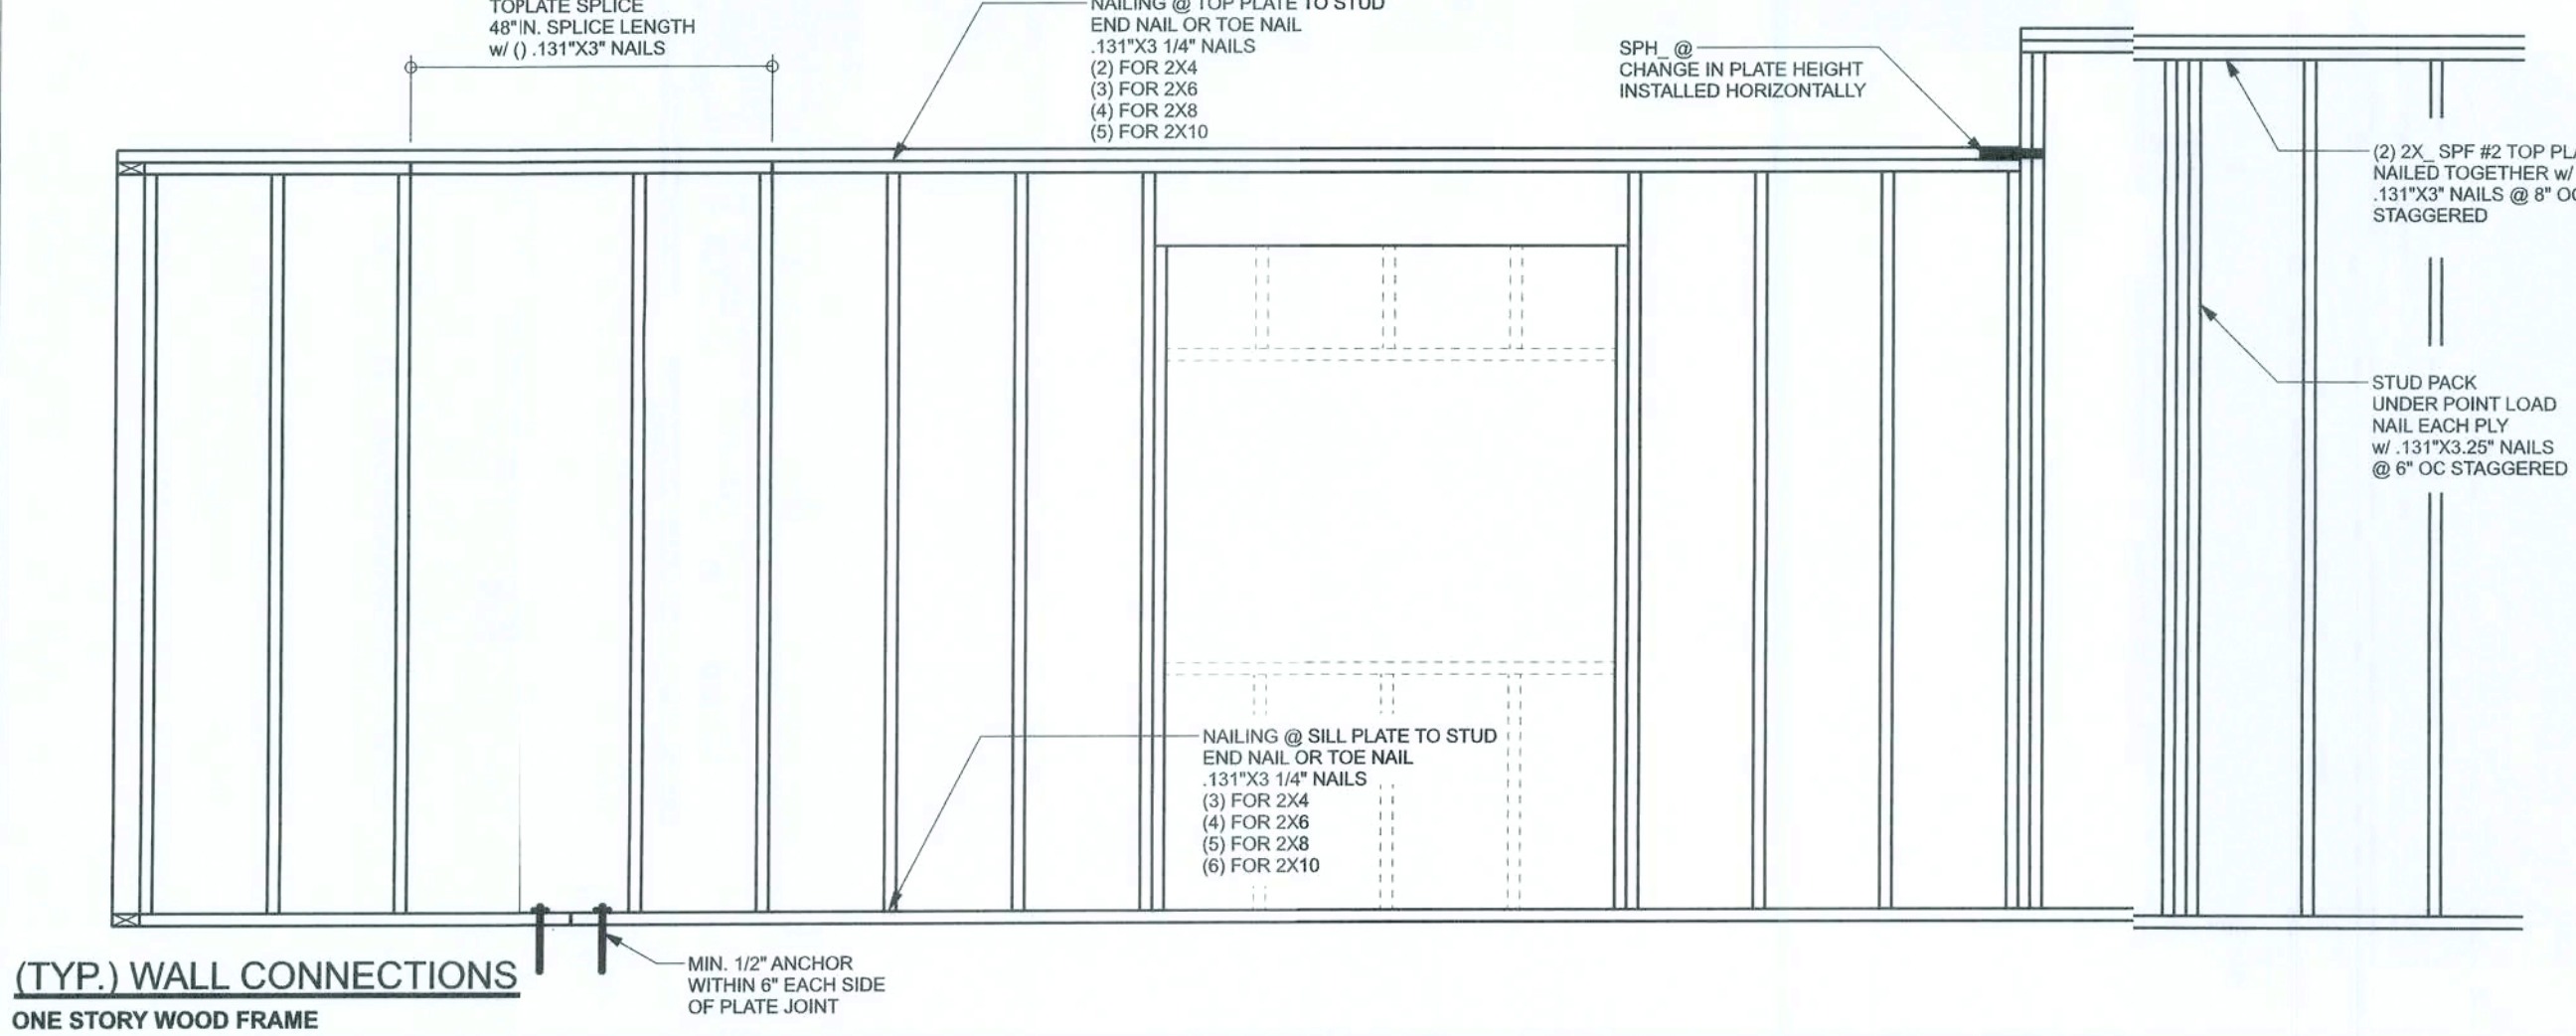 TOPLATE SPLICE
48"IN. SPLICE LENGTH
w/ () .131"X3" NAILS
NAILING @ TOP PLATE TO STUD
END NAIL OR TOE NAIL
.131"X3 1/4" NAILS
(2) FOR 2X4
(3) FOR 2X6
(4) FOR 2X8
(5) FOR 2X10
SPH_ @
CHANGE IN PLATE HEIGHT
INSTALLED HORIZONTALLY
(2) 2X_ SPF #2 TOP PLA
NAILED TOGETHER w/
.131"X3" NAILS @ 8" OC
STAGGERED
STUD PACK
UNDER POINT LOAD
NAIL EACH PLY
w/ .131"X3.25" NAILS
@ 6" OC STAGGERED
NAILING @ SILL PLATE TO STUD
END NAIL OR TOE NAIL
.131"X3 1/4" NAILS
(3) FOR 2X4
(4) FOR 2X6
(5) FOR 2X8
(6) FOR 2X10
MIN. 1/2" ANCHOR
WITHIN 6" EACH SIDE
OF PLATE JOINT
(TYP.) WALL CONNECTIONS
ONE STORY WOOD FRAME